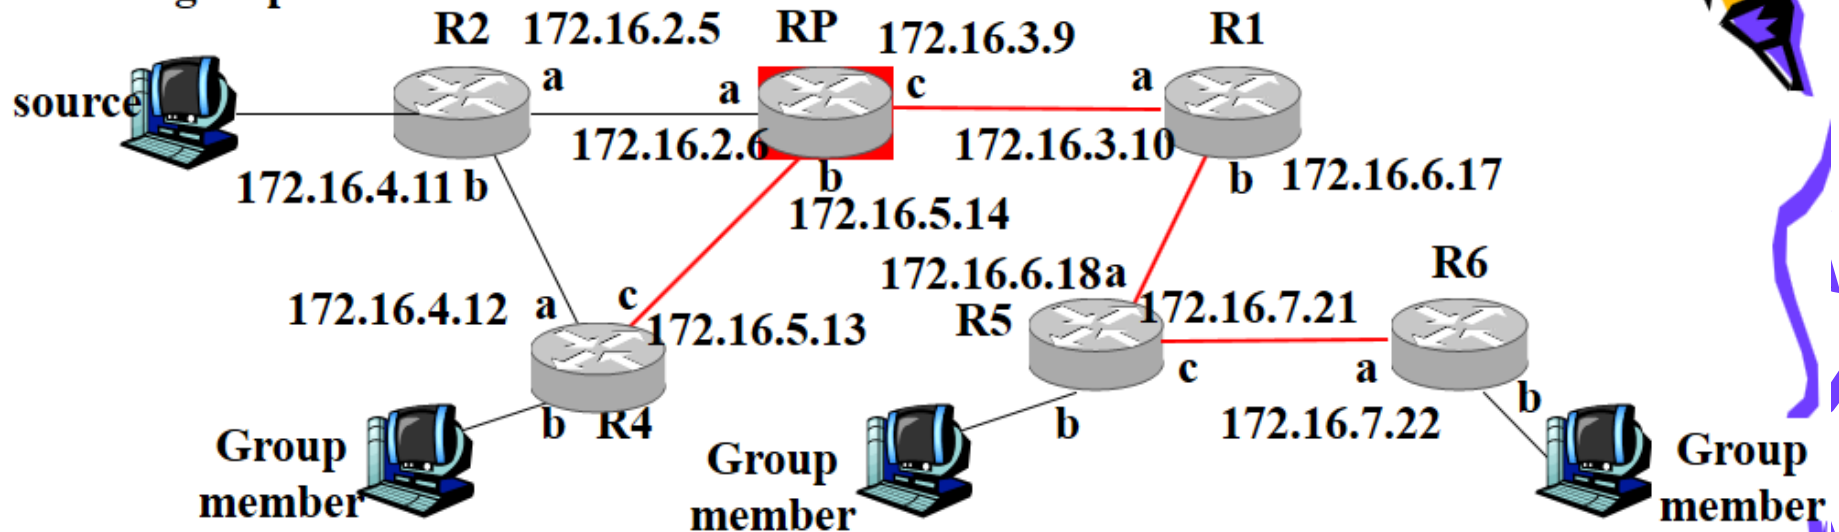 R2 172.16.2.5 RP 172.16.3.9 R1
a a c a
source
172.16.2.6 172.16.3.10
172.16.4.11 b b b 172.16.6.17
172.16.5.14
172.16.6.18 a R6
172.16.4.12 a c 172.16.7.21
R5
172.16.5.13
c a
b R4 b 172.16.7.22 b
Group Group Group
member member member